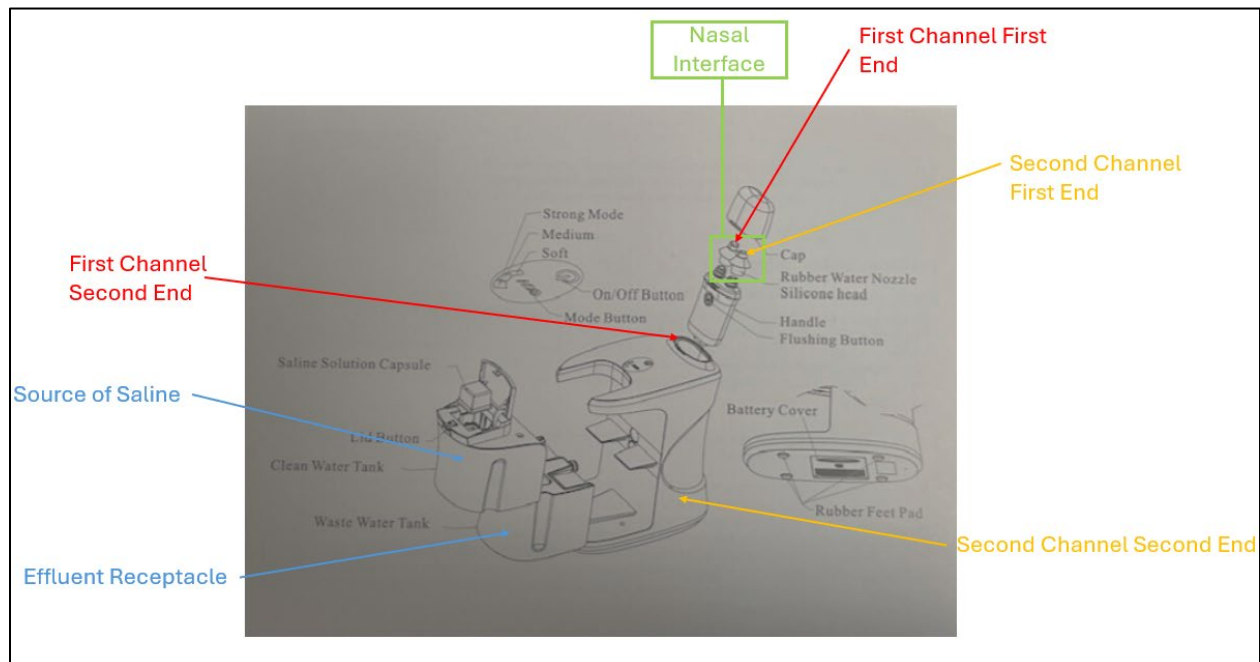 Nasal
Interface
First Channel First
End
Second Channel
First End
Strong Mode
Medium
Soft
Cap
First Channel
Second End
On/Off Button
Rubber Water Nozzle
Silicone head
Mode Button
Handle
Flushing Button
Saline Solution Capsule
Source of Saline
Battery Cover
Lid Button
Clean Water Tank
Rubber Feet Pad
Waste Water Tank
Second Channel Second End
Effluent Receptacle